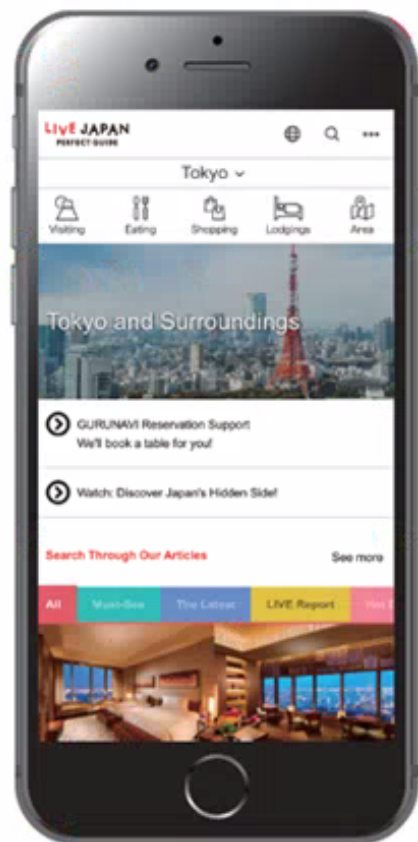 LIVE JAPAN
PERFECT GUIDE
Tokyo
Visiting Eating Shopping Lodgings Area
Tokyo and Surroundings
GURUNAVI Reservation Support
We'll book a table for you!
Watch: Discover Japan's Hidden Side!
Search Through Our Articles See more
All Must-See The Latest LIVE Report